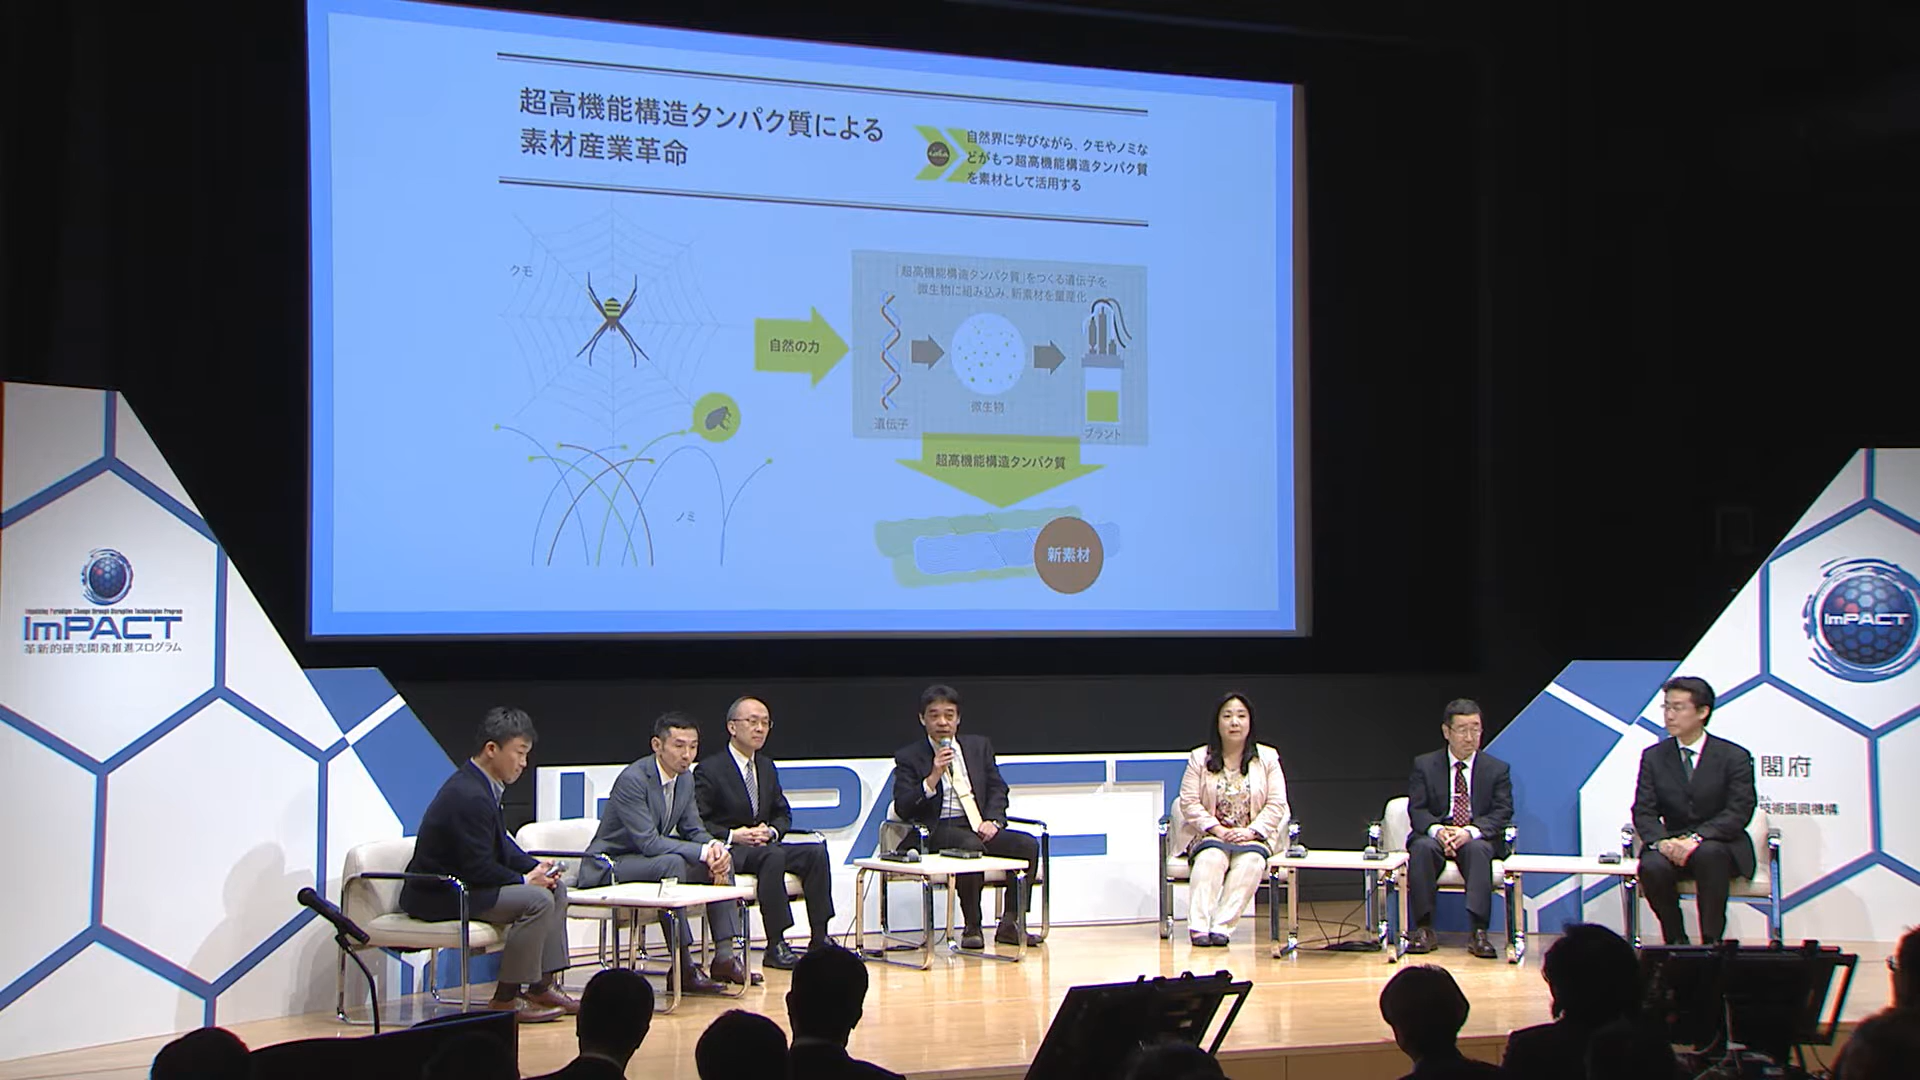 超高機能構造タンパク質による
素材産業革命
自然界に学びながら、クモやノミな
どがもつ超高機能構造タンパク質
を素材として活用する
クモ
自然の力
「超高機能構造タンパク質」をつくる遺伝子を
微生物に組み込み、新素材を量産化
遺伝子
微生物
プラント
超高機能構造タンパク質
ノミ
新素材
Impulsing Paradigm Change through Disruptive Technologies Program
ImPACT
革新的研究開発推進プログラム
ImPACT
閣府
技術振興機構